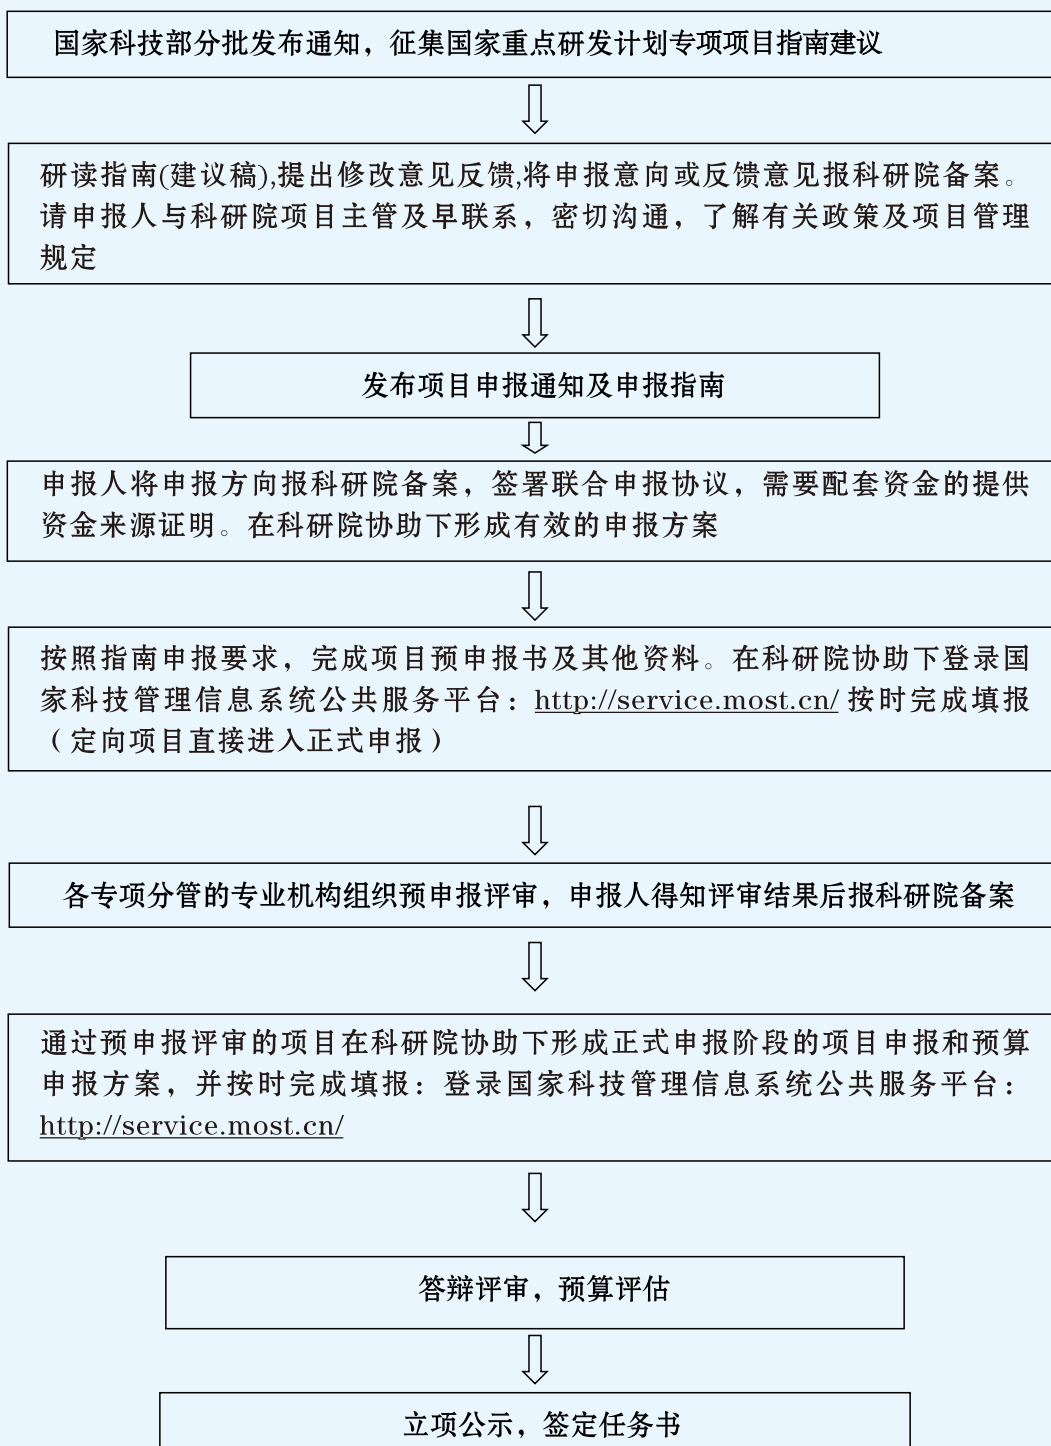 国家科技部分批发布通知，征集国家重点研发计划专项项目指南建议
研读指南(建议稿),提出修改意见反馈,将申报意向或反馈意见报科研院备案。
请申报人与科研院项目主管及早联系，密切沟通，了解有关政策及项目管理
规定
发布项目申报通知及申报指南
申报人将申报方向报科研院备案，签署联合申报协议，需要配套资金的提供
资金来源证明。在科研院协助下形成有效的申报方案
按照指南申报要求，完成项目预申报书及其他资料。在科研院协助下登录国
家科技管理信息系统公共服务平台：http://service.most.cn/ 按时完成填报
（定向项目直接进入正式申报）
各专项分管的专业机构组织预申报评审，申报人得知评审结果后报科研院备案
通过预申报评审的项目在科研院协助下形成正式申报阶段的项目申报和预算
申报方案，并按时完成填报：登录国家科技管理信息系统公共服务平台：
http://service.most.cn/
答辩评审，预算评估
立项公示，签定任务书